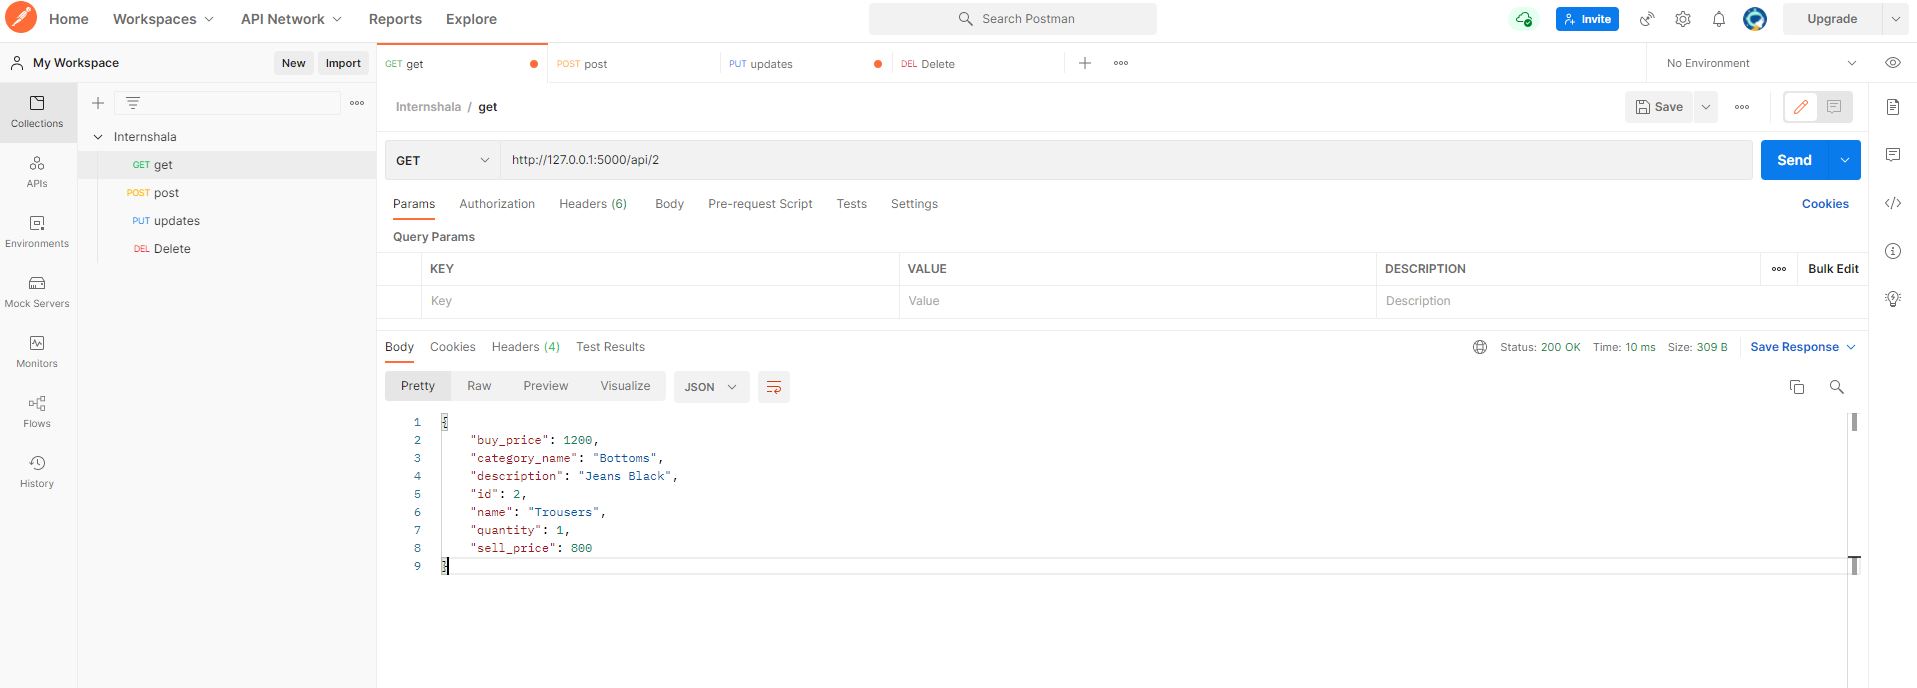 Home Workspaces API Network Reports Explore Search Postman Invite Upgrade
My Workspace New Import GET get POST post PUT updates DEL Delete No Environment
Collections
APIs
Environments
Mock Servers
Monitors
Flows
History
Internshala
GET get
POST post
PUT updates
DEL Delete
Internshala / get Save
GET http://127.0.0.1:5000/api/2 Send
Params Authorization Headers (6) Body Pre-request Script Tests Settings Cookies
Query Params
KEY VALUE DESCRIPTION Bulk Edit
Key Value Description
Body Cookies Headers (4) Test Results Status: 200 OK Time: 10 ms Size: 309 B Save Response
Pretty Raw Preview Visualize JSON
1 {
2 "buy_price": 1200,
3 "category_name": "Bottoms",
4 "description": "Jeans Black",
5 "id": 2,
6 "name": "Trousers",
7 "quantity": 1,
8 "sell_price": 800
9 }